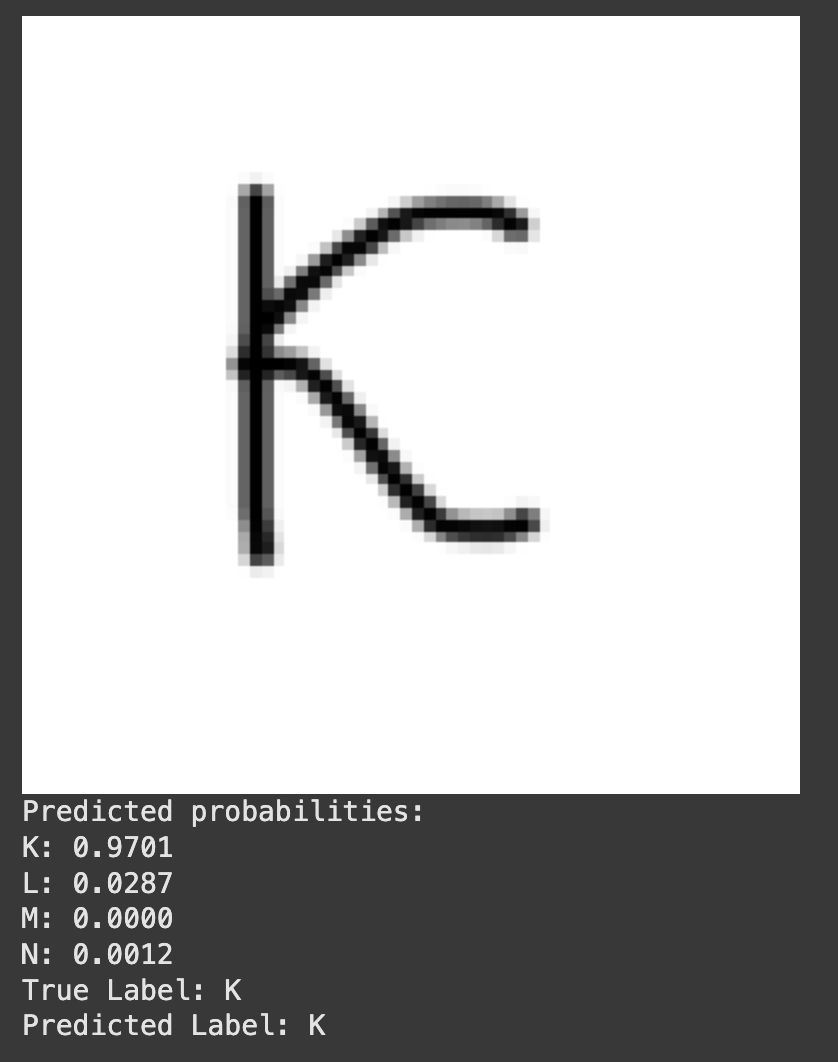 K
Predicted probabilities:
K: 0.9701
L: 0.0287
M: 0.0000
N: 0.0012
True Label: K
Predicted Label: K